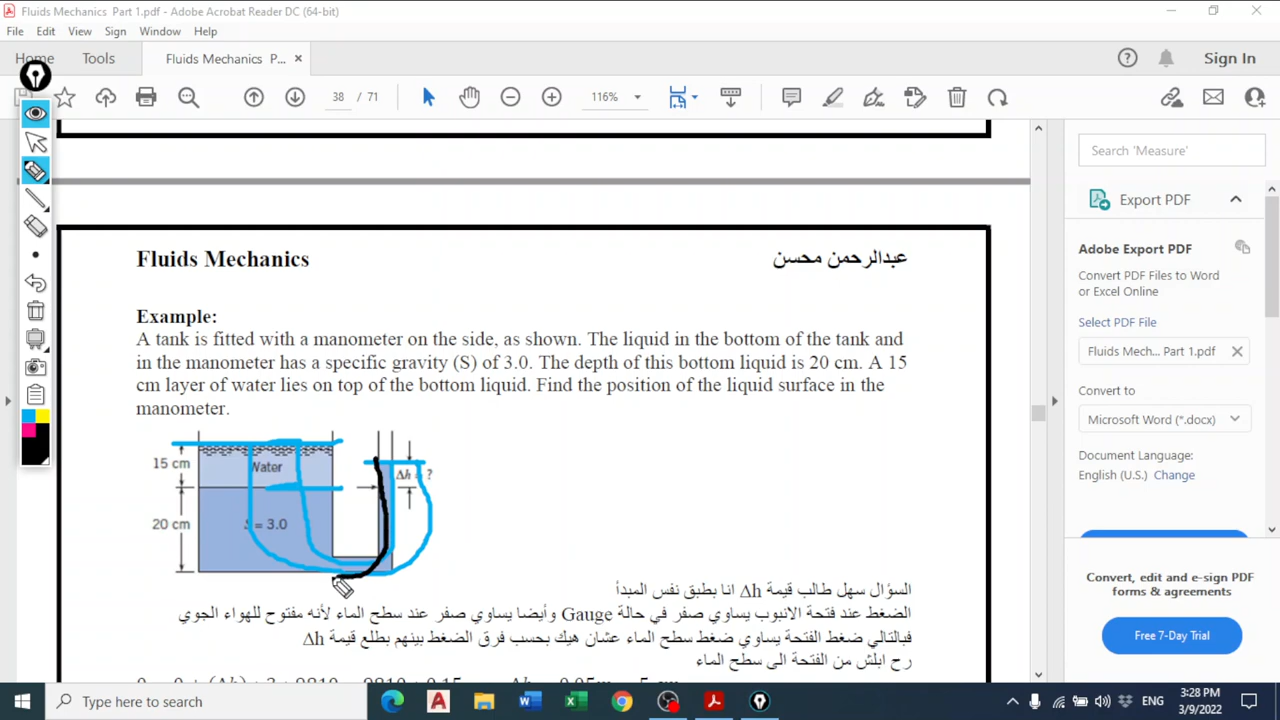 Fluids Mechanics Part 1.pdf - Adobe Acrobat Reader DC (64-bit)
File Edit View Sign Window Help
Home Tools Fluids Mechanics P... ×
Sign In
38 / 71
116%
Search 'Measure'
Export PDF
Adobe Export PDF
Convert PDF Files to Word
or Excel Online
Select PDF File
Fluids Mech... Part 1.pdf
Convert to
Microsoft Word (*.docx)
Document Language:
English (U.S.) Change
Convert, edit and e-sign PDF
forms & agreements
Free 7-Day Trial
Fluids Mechanics
عبدالرحمن محسن
Example:
A tank is fitted with a manometer on the side, as shown. The liquid in the bottom of the tank and
in the manometer has a specific gravity (S) of 3.0. The depth of this bottom liquid is 20 cm. A 15
cm layer of water lies on top of the bottom liquid. Find the position of the liquid surface in the
manometer.
15 cm
Water
Δh = ?
20 cm
S = 3.0
السؤال سهل طالب قيمة Δh انا بطبق نفس المبدأ
الضغط عند فتحة الانبوب يساوي صفر في حالة Gauge وأيضا يساوي صفر عند سطح الماء لأنه مفتوح للهواء الجوي
فبالتالي ضغط الفتحة يساوي ضغط سطح الماء عشان هيك بحسب فرق الضغط بينهم بطلع قيمة Δh
رح ابلش من الفتحة الى سطح الماء
Type here to search
ENG
3:28 PM
3/9/2022